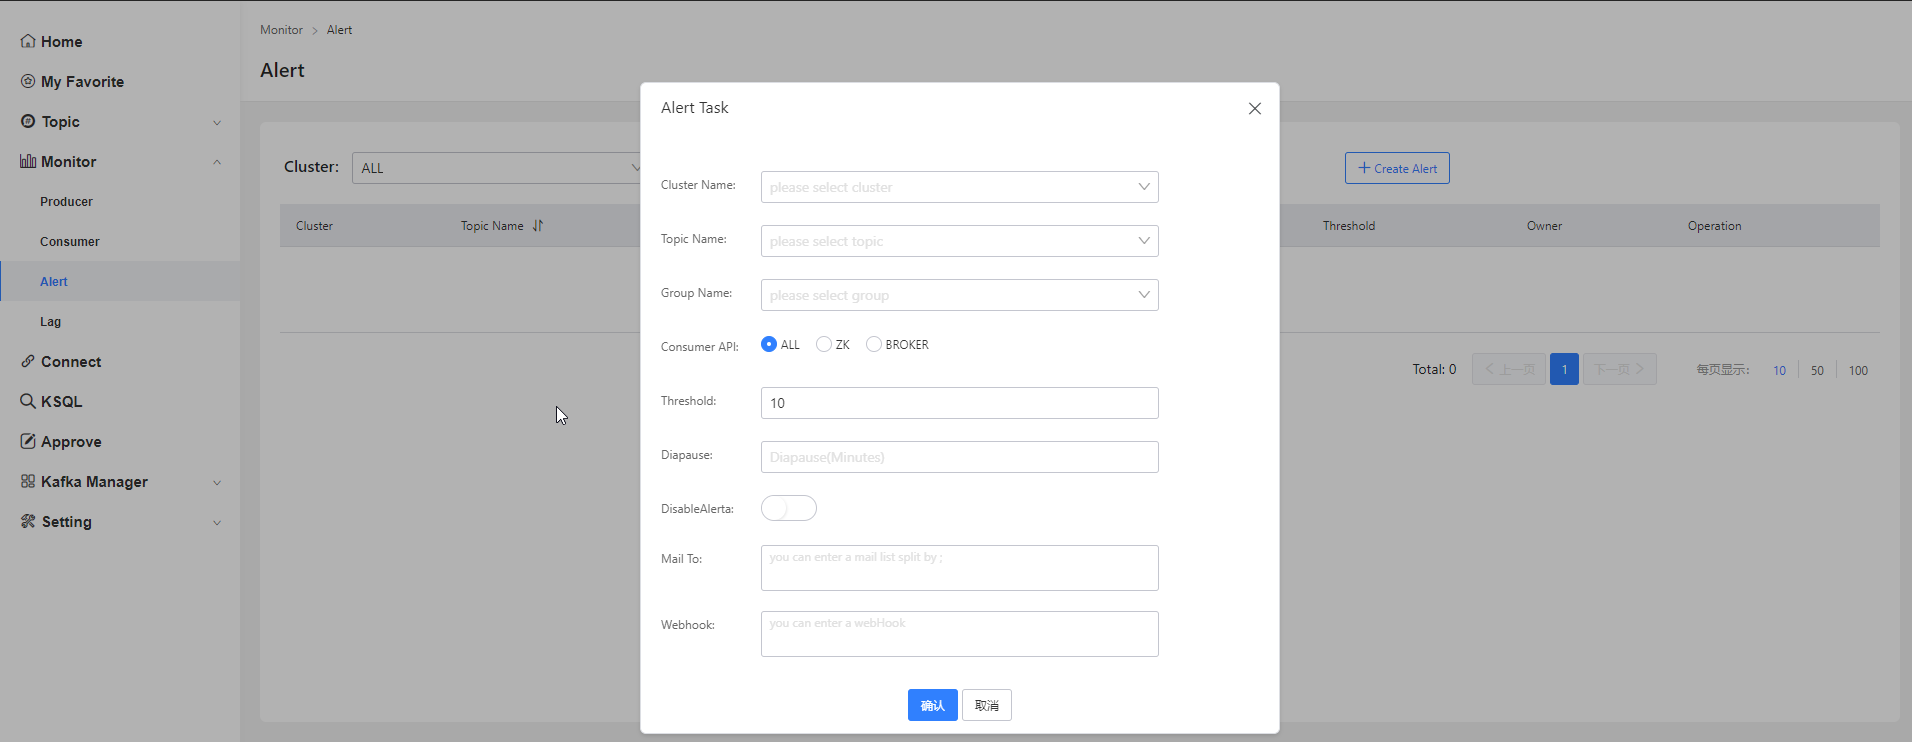 Home
My Favorite
Topic
Monitor
Producer
Consumer
Alert
Lag
Connect
KSQL
Approve
Kafka Manager
Setting
Monitor > Alert
Alert
Cluster: ALL
Create Alert
Cluster Topic Name Threshold Owner Operation
Total: 0 上一页 1 下一页 每页显示: 10 50 100
Alert Task
Cluster Name: please select cluster
Topic Name: please select topic
Group Name: please select group
Consumer API: ALL ZK BROKER
Threshold: 10
Diapause: Diapause(Minutes)
DisableAlerta:
Mail To: you can enter a mail list split by ;
Webhook: you can enter a webHook
确认 取消